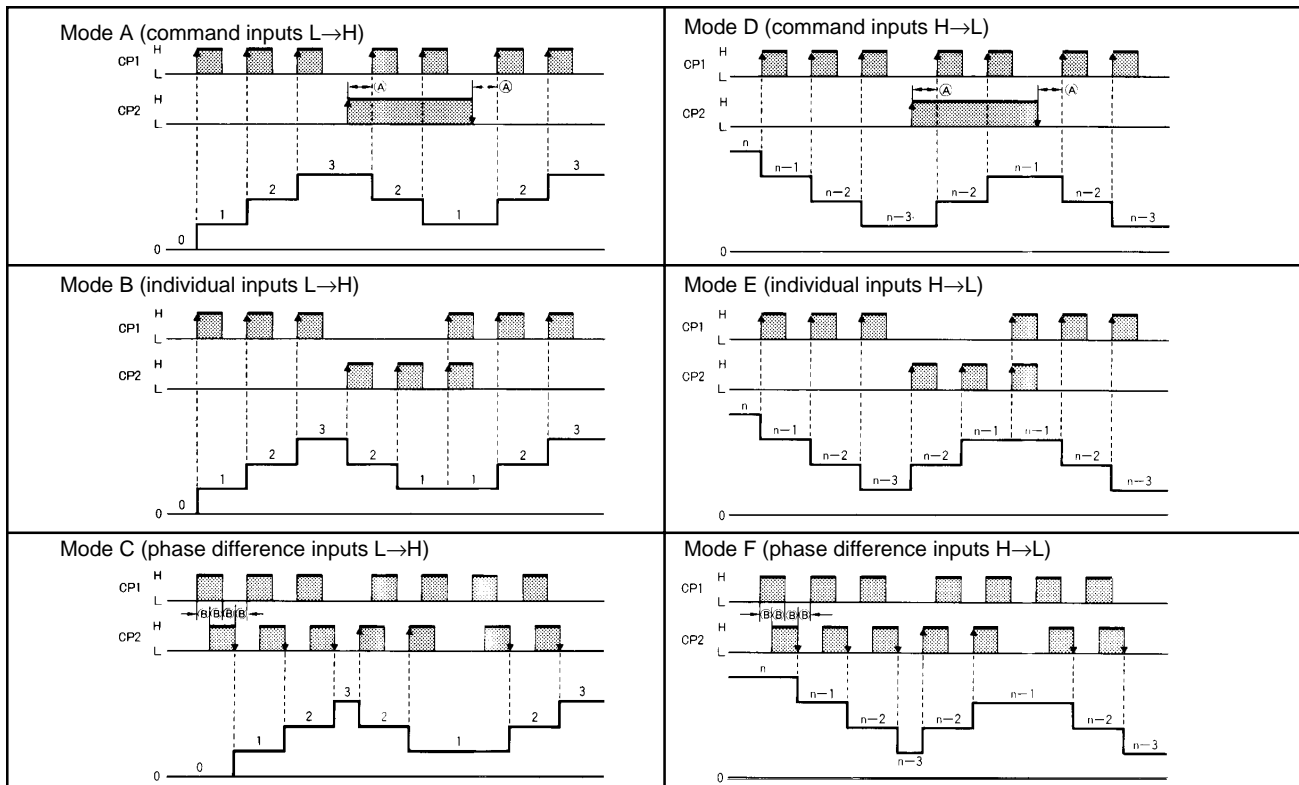 Mode A (command inputs L→H)
H
CP1
L
Ⓐ Ⓐ
H
CP2
L
3 3
2 2 2
1 1
0
0
Mode D (command inputs H→L)
H
CP1
L
Ⓐ Ⓐ
H
CP2
L
n
n−1 n−1
n−2 n−2 n−2
n−3 n−3
0
Mode B (individual inputs L→H)
H
CP1
L
H
CP2
L
3 3
2 2 2
1 1 1
0
0
Mode E (individual inputs H→L)
H
CP1
L
H
CP2
L
n
n−1 n−1 n−1
n−2 n−2 n−2
n−3 n−3
0
Mode C (phase difference inputs L→H)
H
CP1
L
Ⓑ Ⓑ Ⓑ Ⓑ
H
CP2
L
3 3
2 2 2
1 1
0
0
Mode F (phase difference inputs H→L)
H
CP1
L
Ⓑ Ⓑ Ⓑ Ⓑ
H
CP2
L
n
n−1 n−1
n−2 n−2 n−2
n−3 n−3
0